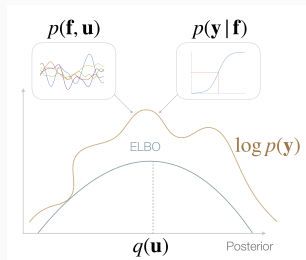 p(f, u) p(y | f)
ELBO
log p(y)
q(u)
Posterior